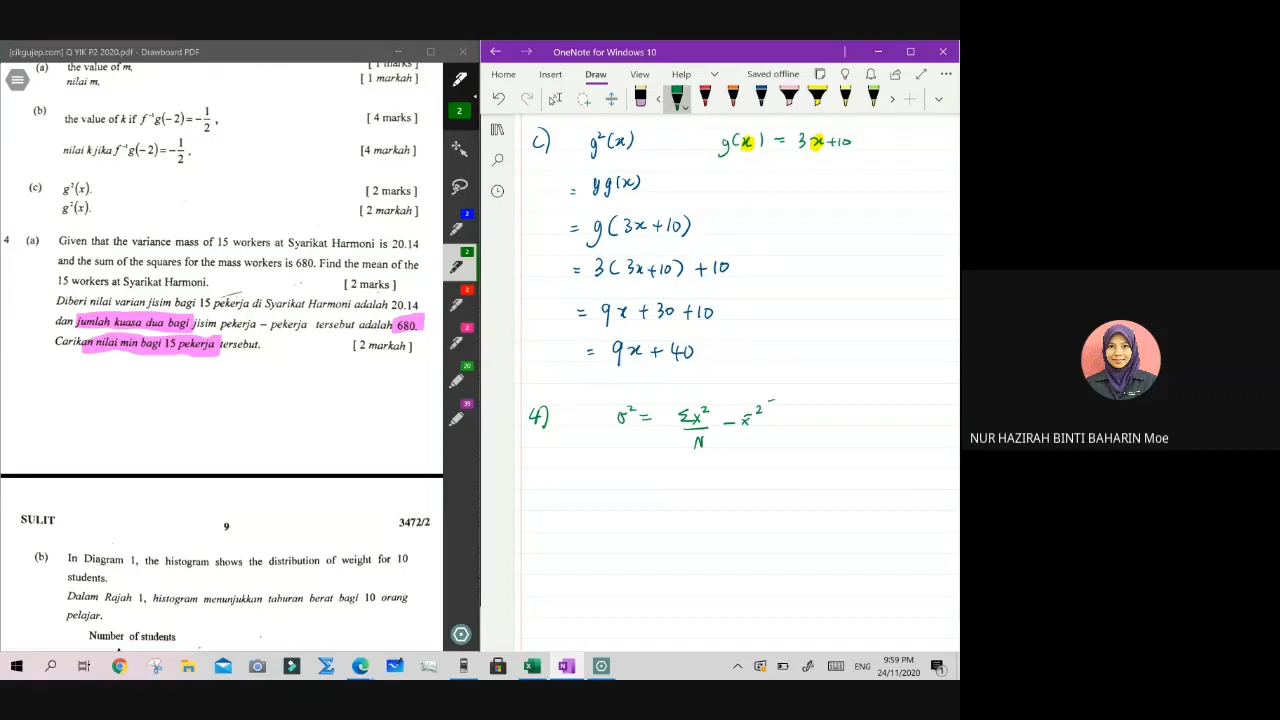 [cikgujep.com] Q YIK P2 2020.pdf - Drawboard PDF
(a) the value of m, [ 1 marks ]
nilai m, [ 1 markah ]
(b) the value of k if f⁻¹g(−2) = −1/2 , [ 4 marks ]
nilai k jika f⁻¹g(−2) = −1/2 , [4 markah ]
(c) g²(x). [ 2 marks ]
g²(x). [ 2 markah ]
4 (a) Given that the variance mass of 15 workers at Syarikat Harmoni is 20.14
and the sum of the squares for the mass workers is 680. Find the mean of the
15 workers at Syarikat Harmoni. [ 2 marks ]
Diberi nilai varian jisim bagi 15 pekerja di Syarikat Harmoni adalah 20.14
dan jumlah kuasa dua bagi jisim pekerja – pekerja tersebut adalah 680.
Carikan nilai min bagi 15 pekerja tersebut. [ 2 markah ]
SULIT 9 3472/2
(b) In Diagram 1, the histogram shows the distribution of weight for 10
students.
Dalam Rajah 1, histogram menunjukkan taburan berat bagi 10 orang
pelajar.
Number of students
2
2
2
2
2
20
39
OneNote for Windows 10
Home Insert Draw View Help Saved offline
c) g²(x) g(x) = 3x+10
= gg(x)
= g(3x+10)
= 3(3x+10) +10
= 9x + 30 +10
= 9x + 40
4) σ² = Σx²/N − x̄²
NUR HAZIRAH BINTI BAHARIN Moe
ENG
9:59 PM
24/11/2020